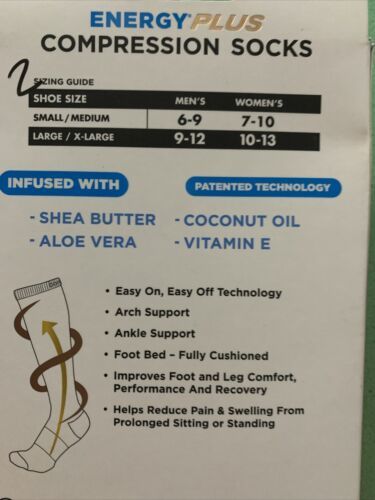 ENERGY PLUS
COMPRESSION SOCKS
2
SIZING GUIDE
SHOE SIZE MEN'S WOMEN'S
SMALL/MEDIUM 6-9 7-10
LARGE / X-LARGE 9-12 10-13
INFUSED WITH PATENTED TECHNOLOGY
- SHEA BUTTER - COCONUT OIL
- ALOE VERA - VITAMIN E
• Easy On, Easy Off Technology
• Arch Support
• Ankle Support
• Foot Bed – Fully Cushioned
• Improves Foot and Leg Comfort,
Performance And Recovery
• Helps Reduce Pain & Swelling From
Prolonged Sitting or Standing